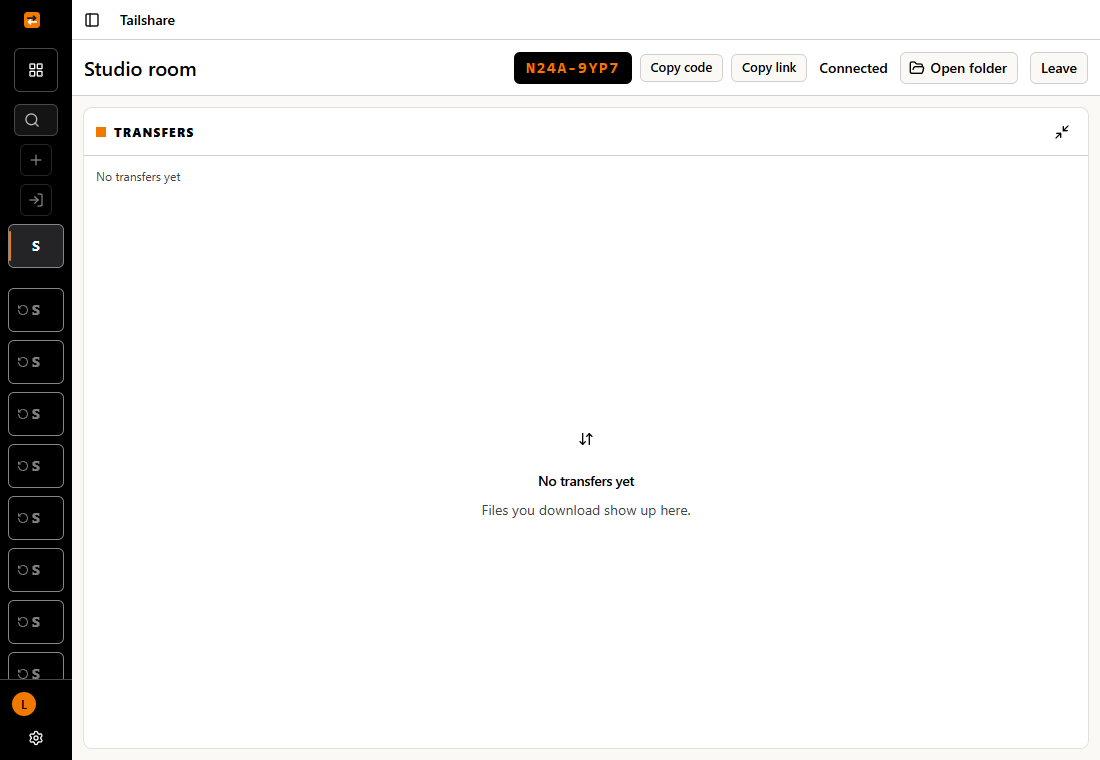 Tailshare
Studio room
N24A-9YP7
Copy code
Copy link
Connected
Open folder
Leave
TRANSFERS
No transfers yet
No transfers yet
Files you download show up here.
S
S
S
S
S
S
S
S
S
L